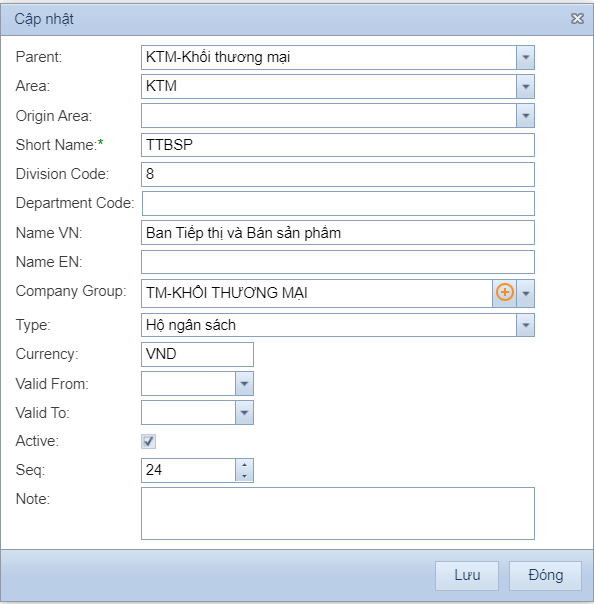 Cập nhật
Parent: KTM-Khối thương mại
Area: KTM
Origin Area:
Short Name:* TTBSP
Division Code: 8
Department Code:
Name VN: Ban Tiếp thị và Bán sản phẩm
Name EN:
Company Group: TM-KHỐI THƯƠNG MẠI
Type: Hộ ngân sách
Currency: VND
Valid From:
Valid To:
Active:
Seq: 24
Note:
Lưu Đóng